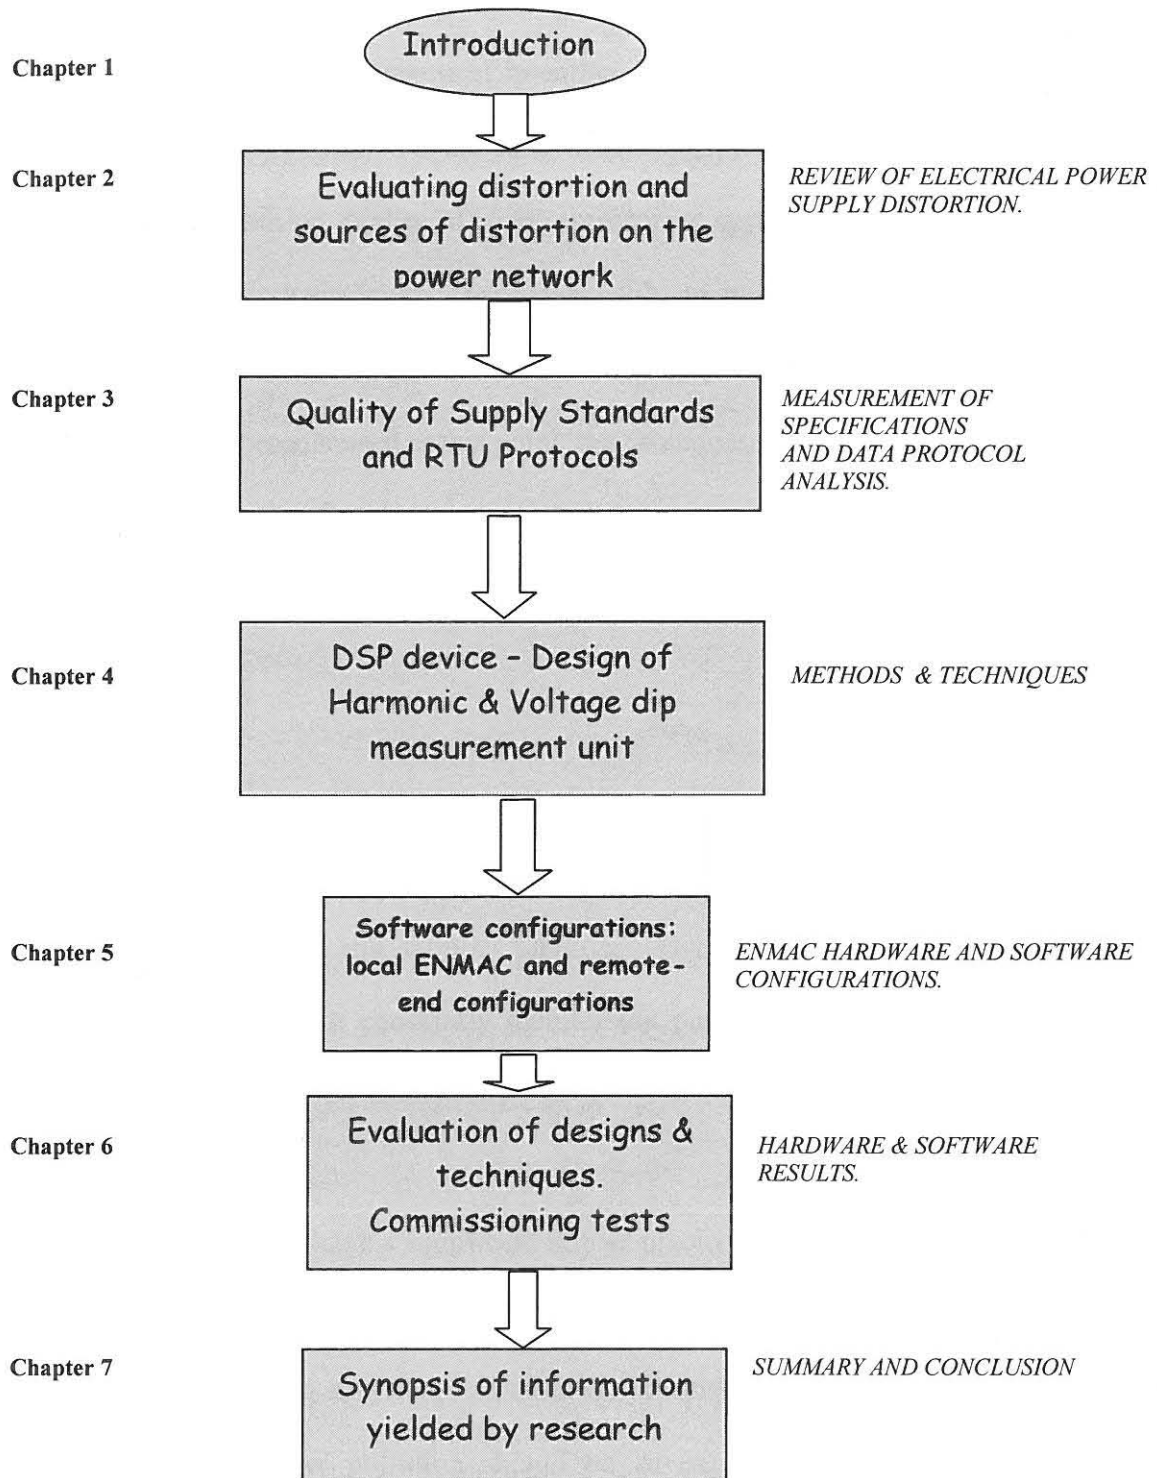 Chapter 1
Introduction
Chapter 2
Evaluating distortion and
sources of distortion on the
power network
REVIEW OF ELECTRICAL POWER
SUPPLY DISTORTION.
Chapter 3
Quality of Supply Standards
and RTU Protocols
MEASUREMENT OF
SPECIFICATIONS
AND DATA PROTOCOL
ANALYSIS.
Chapter 4
DSP device - Design of
Harmonic & Voltage dip
measurement unit
METHODS & TECHNIQUES
Chapter 5
Software configurations:
local ENMAC and remote-
end configurations
ENMAC HARDWARE AND SOFTWARE
CONFIGURATIONS.
Chapter 6
Evaluation of designs &
techniques.
Commissioning tests
HARDWARE & SOFTWARE
RESULTS.
Chapter 7
Synopsis of information
yielded by research
SUMMARY AND CONCLUSION